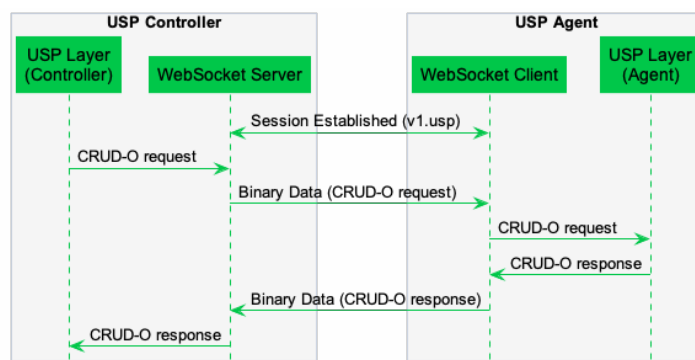 USP Controller
USP Agent
USP Layer
(Controller)
WebSocket Server
WebSocket Client
USP Layer
(Agent)
Session Established (v1.usp)
CRUD-O request
Binary Data (CRUD-O request)
CRUD-O request
CRUD-O response
Binary Data (CRUD-O response)
CRUD-O response